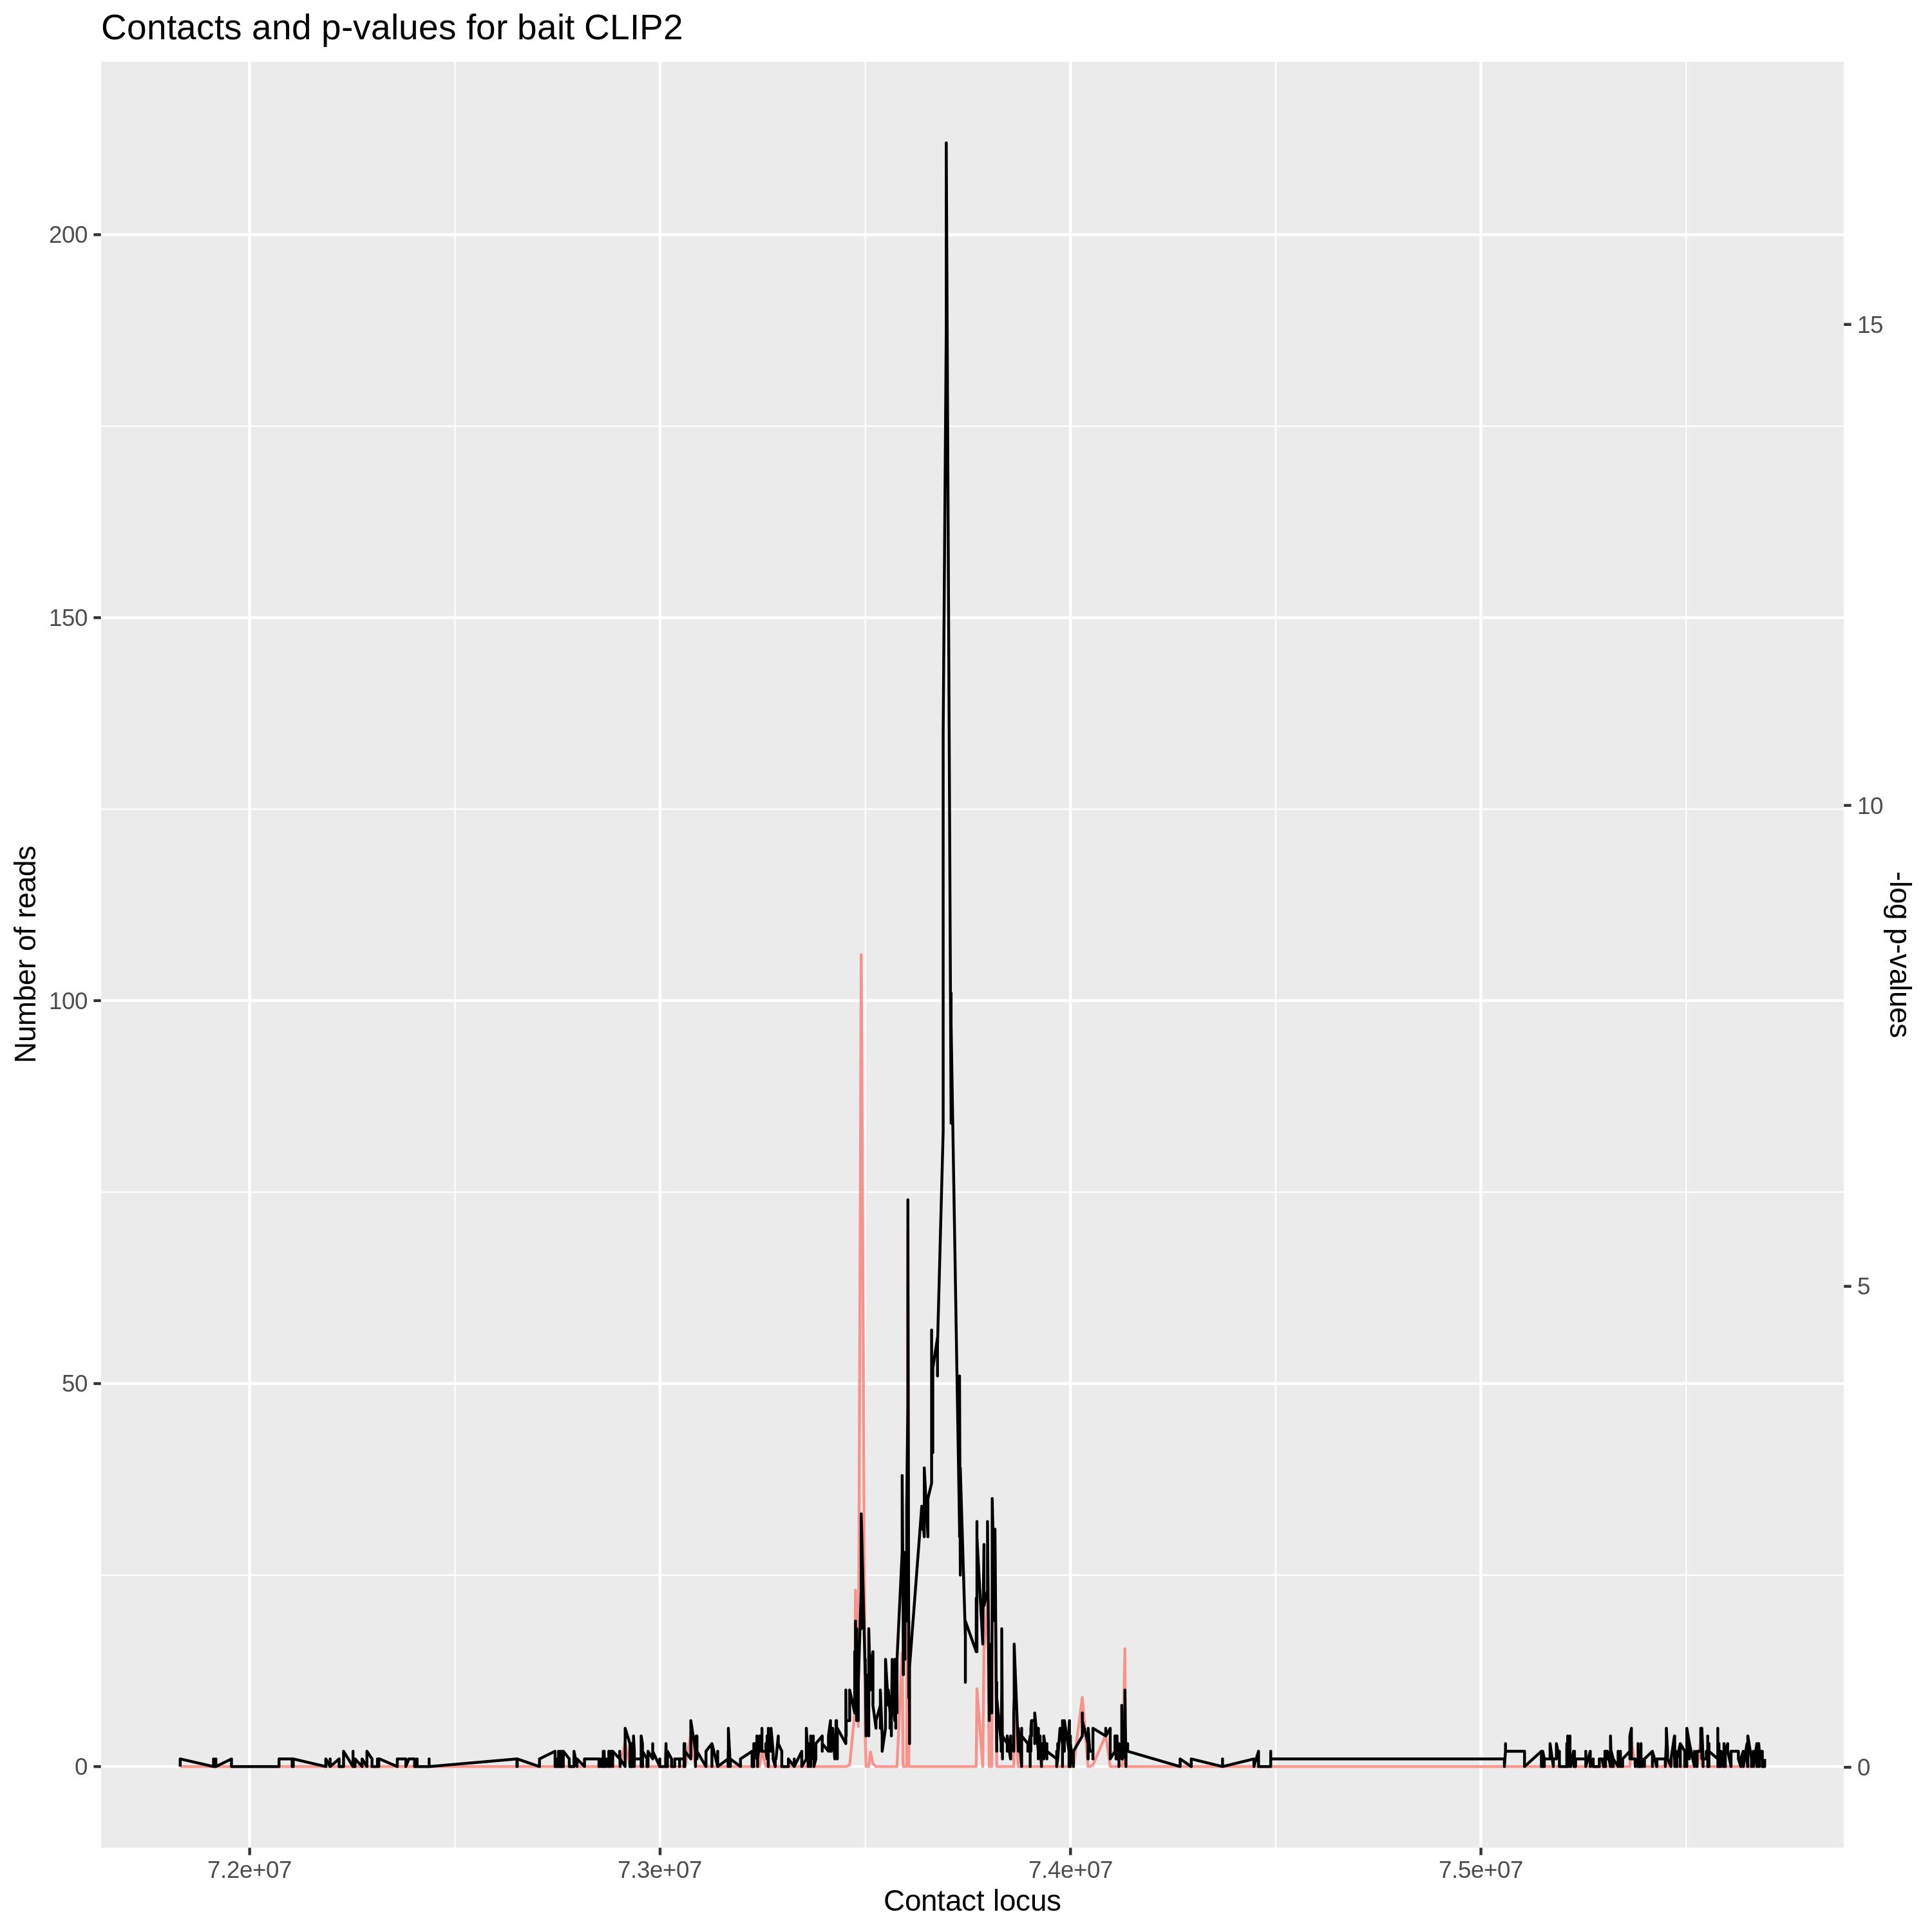 Contacts and p-values for bait CLIP2
200
150
100
50
0
Number of reads
15
10
5
0
-log p-values
7.2e+07 7.3e+07 7.4e+07 7.5e+07
Contact locus